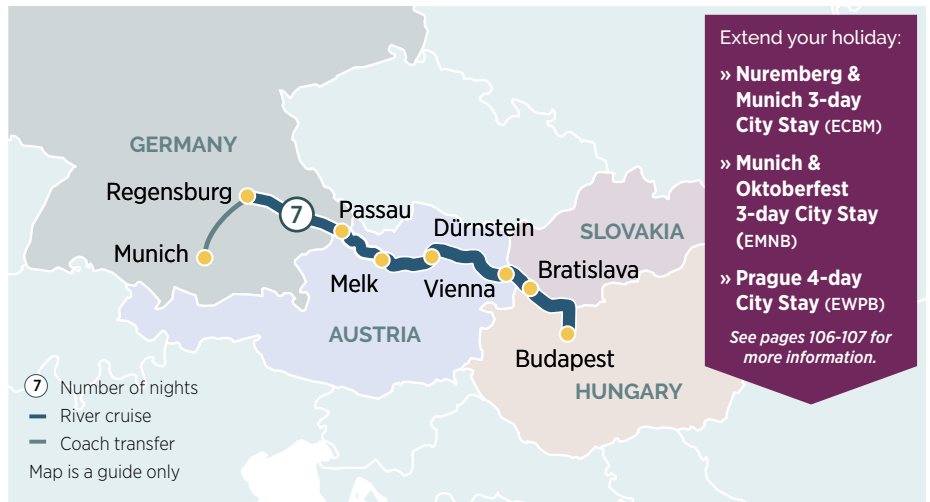 GERMANY
Regensburg
7
Passau
Munich
Dürnstein
SLOVAKIA
Melk
Vienna
Bratislava
AUSTRIA
Budapest
HUNGARY
7 Number of nights
River cruise
Coach transfer
Map is a guide only
Extend your holiday:
» Nuremberg &
Munich 3-day
City Stay (ECBM)
» Munich &
Oktoberfest
3-day City Stay
(EMNB)
» Prague 4-day
City Stay (EWPB)
See pages 106-107 for
more information.